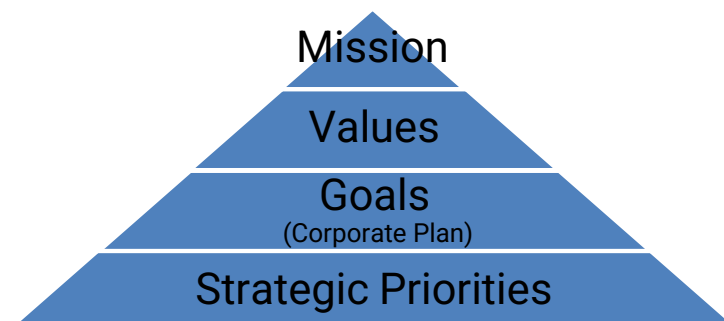 Mission
Values
Goals
(Corporate Plan)
Strategic Priorities